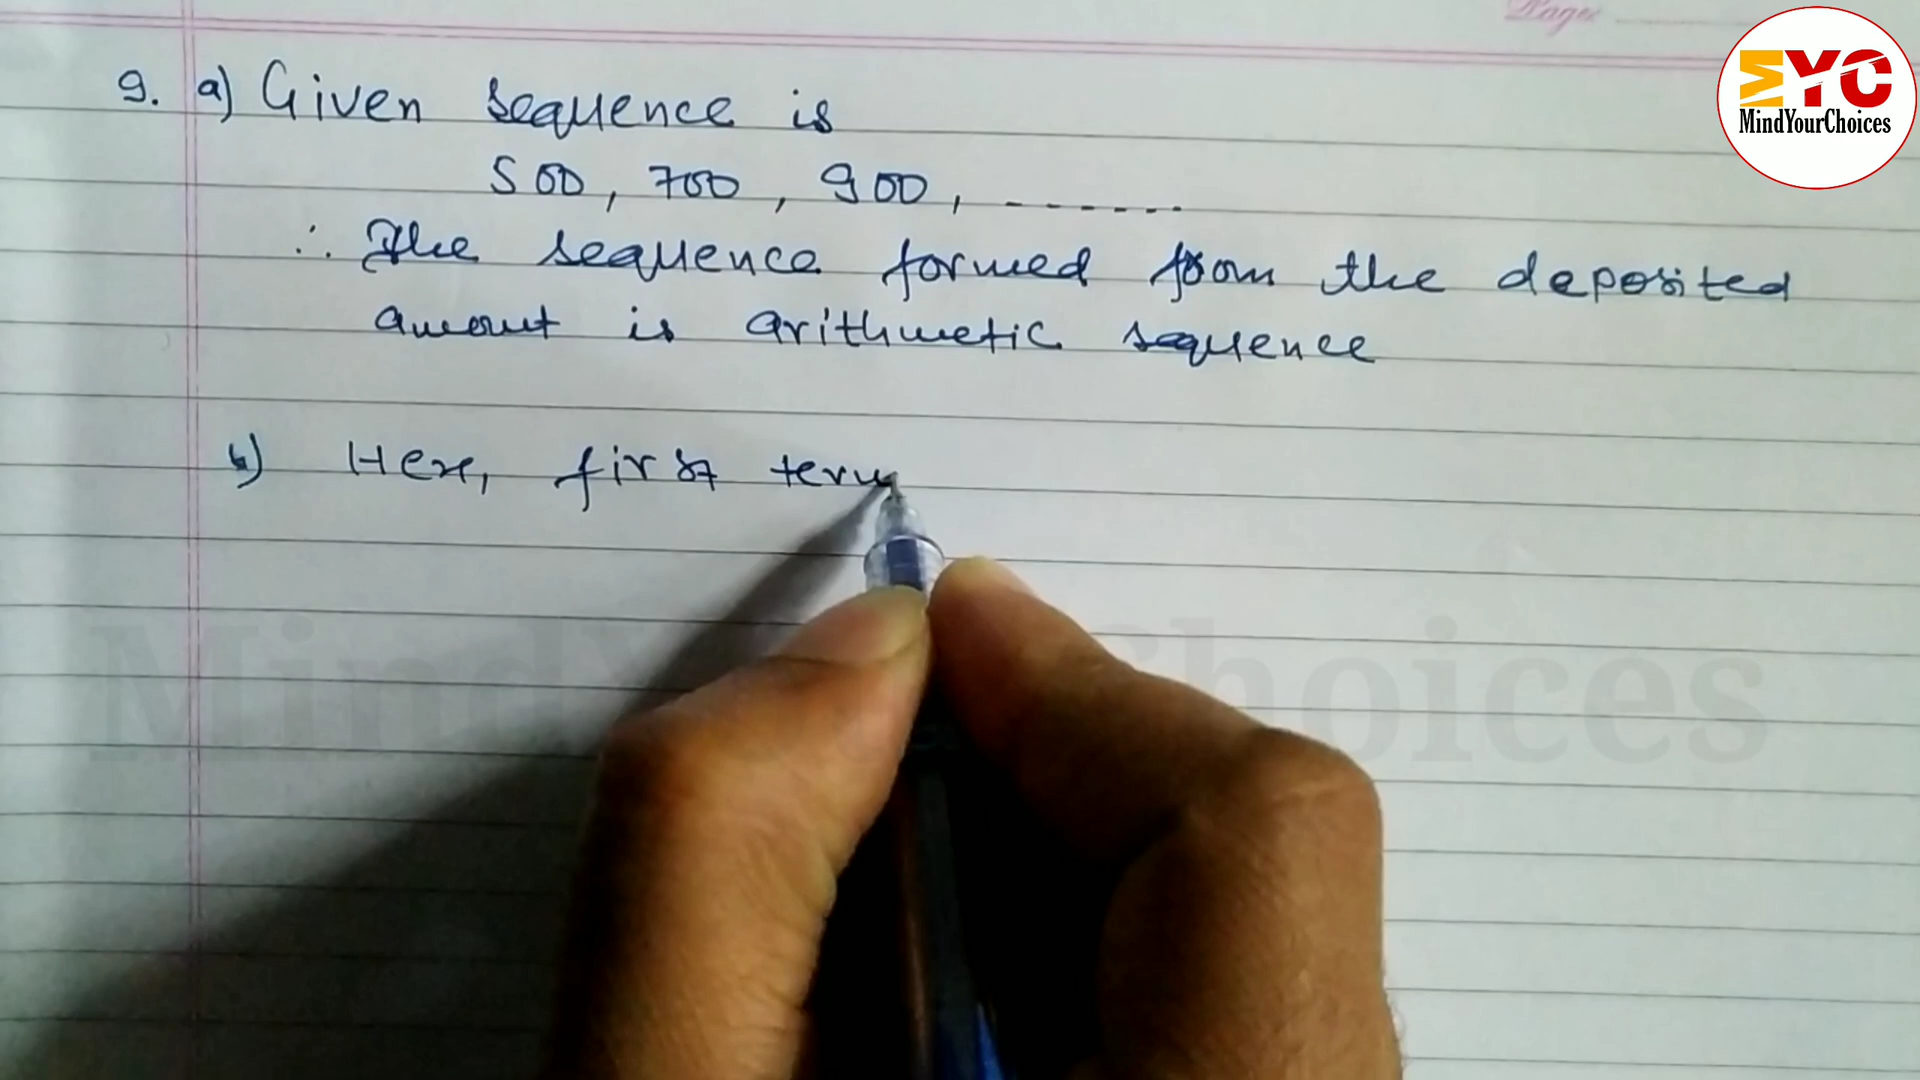 Page:
MYC
MindYourChoices
9. a) Given sequence is
500, 700, 900, .......
∴ The sequence formed from the deposited
amount is arithmetic sequence
b) Here, first term
MindYourChoices